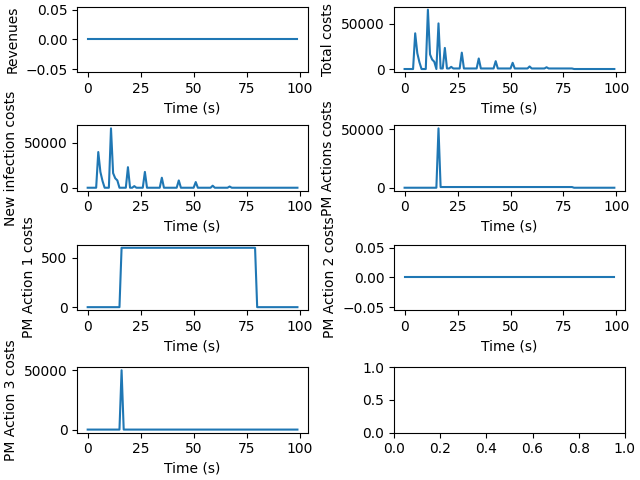 Revenues
0.05
0.00
−0.05
0 25 50 75 100
Time (s)
Total costs
50000
0
0 25 50 75 100
Time (s)
New infection costs
50000
0
0 25 50 75 100
Time (s)
PM Actions costs
50000
0
0 25 50 75 100
Time (s)
PM Action 1 costs
500
0
0 25 50 75 100
Time (s)
PM Action 2 costs
0.05
0.00
−0.05
0 25 50 75 100
Time (s)
PM Action 3 costs
50000
0
0 25 50 75 100
Time (s)
1.0
0.5
0.0
0.0 0.2 0.4 0.6 0.8 1.0